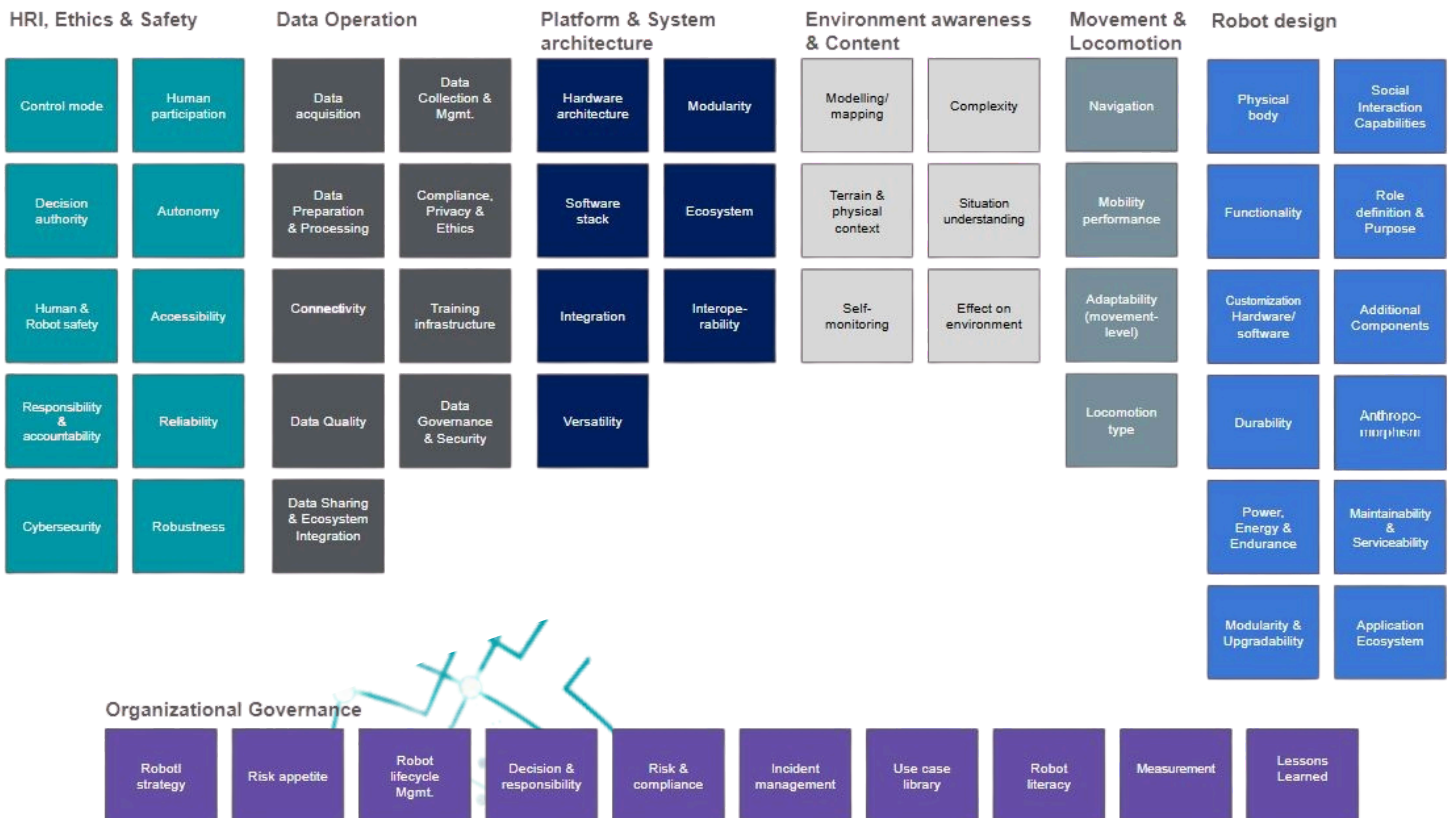 HRI, Ethics & Safety
Control mode
Human
participation
Decision
authority
Autonomy
Human &
Robot safety
Accessibility
Responsibility
&
accountability
Reliability
Cybersecurity
Robustness
Data Operation
Data
acquisition
Data
Collection &
Mgmt.
Data
Preparation
& Processing
Compliance,
Privacy &
Ethics
Connectivity
Training
infrastructure
Data Quality
Data
Governance
& Security
Data Sharing
& Ecosystem
Integration
Platform & System
architecture
Hardware
architecture
Modularity
Software
stack
Ecosystem
Integration
Interope-
rability
Versatility
Environment awareness
& Content
Modelling/
mapping
Complexity
Terrain &
physical
context
Situation
understanding
Self-
monitoring
Effect on
environment
Movement &
Locomotion
Navigation
Mobility
performance
Adaptability
(movement-
level)
Locomotion
type
Robot design
Physical
body
Social
Interaction
Capabilities
Functionality
Role
definition &
Purpose
Customization
Hardware/
software
Additional
Components
Durability
Anthropo-
morphism
Power,
Energy &
Endurance
Maintainability
&
Serviceability
Modularity &
Upgradability
Application
Ecosystem
Organizational Governance
RobotI
strategy
Risk appetite
Robot
lifecycle
Mgmt.
Decision &
responsibility
Risk &
compliance
Incident
management
Use case
library
Robot
literacy
Measurement
Lessons
Learned